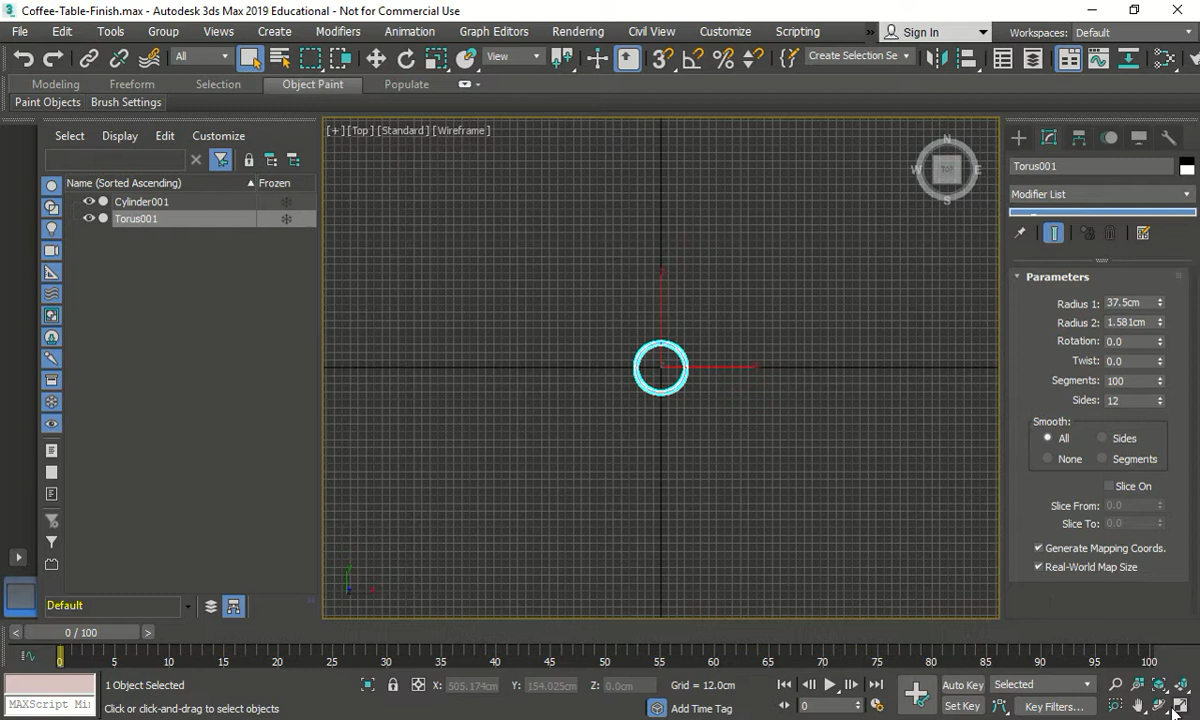 Coffee-Table-Finish.max - Autodesk 3ds Max 2019 Educational - Not for Commercial Use
File Edit Tools Group Views Create Modifiers Animation Graph Editors Rendering Civil View Customize Scripting Sign In Workspaces: Default
All View Create Selection Se
Modeling Freeform Selection Object Paint Populate
Paint Objects Brush Settings
Select Display Edit Customize
Name (Sorted Ascending) Frozen
Cylinder001
Torus001
[+] [Top] [Standard] [Wireframe]
N
W TOP E
S
Torus001
Modifier List
Parameters
Radius 1: 37.5cm
Radius 2: 1.581cm
Rotation: 0.0
Twist: 0.0
Segments: 100
Sides: 12
Smooth:
All Sides
None Segments
Slice On
Slice From: 0.0
Slice To: 0.0
Generate Mapping Coords.
Real-World Map Size
Default
< 0 / 100 >
0 5 10 15 20 25 30 35 40 45 50 55 60 65 70 75 80 85 90 95 100
1 Object Selected X: 505.174cm Y: 154.025cm Z: 0.0cm Grid = 12.0cm Auto Key Selected
MAXScript Mi Click or click-and-drag to select objects Add Time Tag 0 Set Key Key Filters...